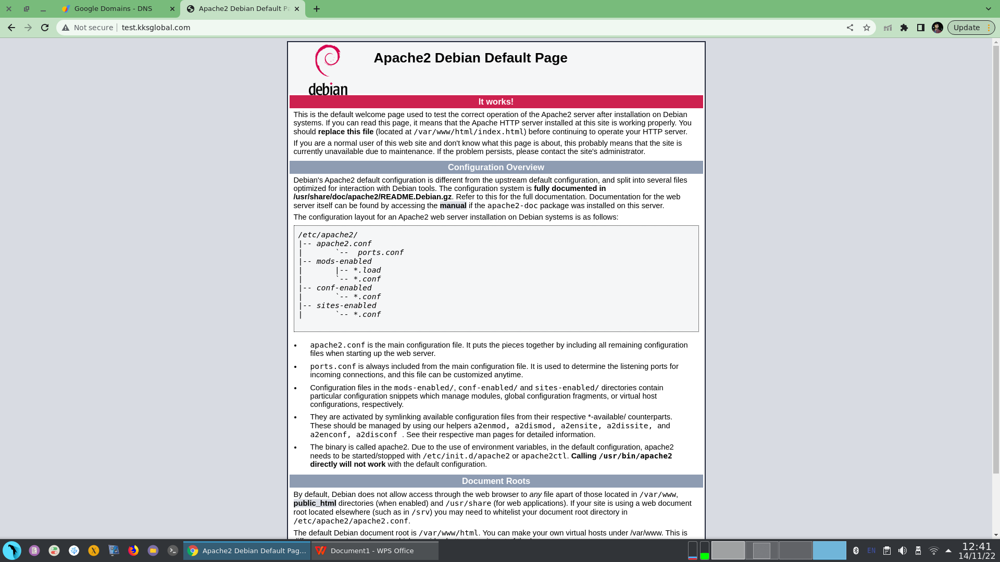 Google Domains - DNS
Apache2 Debian Default P
Not secure
test.kksglobal.com
Update
debian
Apache2 Debian Default Page
It works!
This is the default welcome page used to test the correct operation of the Apache2 server after installation on Debian
systems. If you can read this page, it means that the Apache HTTP server installed at this site is working properly. You
should replace this file (located at /var/www/html/index.html) before continuing to operate your HTTP server.
If you are a normal user of this web site and don't know what this page is about, this probably means that the site is
currently unavailable due to maintenance. If the problem persists, please contact the site's administrator.
Configuration Overview
Debian's Apache2 default configuration is different from the upstream default configuration, and split into several files
optimized for interaction with Debian tools. The configuration system is fully documented in
/usr/share/doc/apache2/README.Debian.gz. Refer to this for the full documentation. Documentation for the web
server itself can be found by accessing the manual if the apache2-doc package was installed on this server.
The configuration layout for an Apache2 web server installation on Debian systems is as follows:
/etc/apache2/
|-- apache2.conf
|       `--  ports.conf
|-- mods-enabled
|       |-- *.load
|       `-- *.conf
|-- conf-enabled
|       `-- *.conf
|-- sites-enabled
|       `-- *.conf
• apache2.conf is the main configuration file. It puts the pieces together by including all remaining configuration
files when starting up the web server.
• ports.conf is always included from the main configuration file. It is used to determine the listening ports for
incoming connections, and this file can be customized anytime.
• Configuration files in the mods-enabled/, conf-enabled/ and sites-enabled/ directories contain
particular configuration snippets which manage modules, global configuration fragments, or virtual host
configurations, respectively.
• They are activated by symlinking available configuration files from their respective *-available/ counterparts.
These should be managed by using our helpers a2enmod, a2dismod, a2ensite, a2dissite, and
a2enconf, a2disconf . See their respective man pages for detailed information.
• The binary is called apache2. Due to the use of environment variables, in the default configuration, apache2
needs to be started/stopped with /etc/init.d/apache2 or apache2ctl. Calling /usr/bin/apache2
directly will not work with the default configuration.
Document Roots
By default, Debian does not allow access through the web browser to any file apart of those located in /var/www,
public_html directories (when enabled) and /usr/share (for web applications). If your site is using a web document
root located elsewhere (such as in /srv) you may need to whitelist your document root directory in
/etc/apache2/apache2.conf.
The default Debian document root is /var/www/html. You can make your own virtual hosts under /var/www. This is
Apache2 Debian Default Pag...
Document1 - WPS Office
EN
12:41
14/11/22